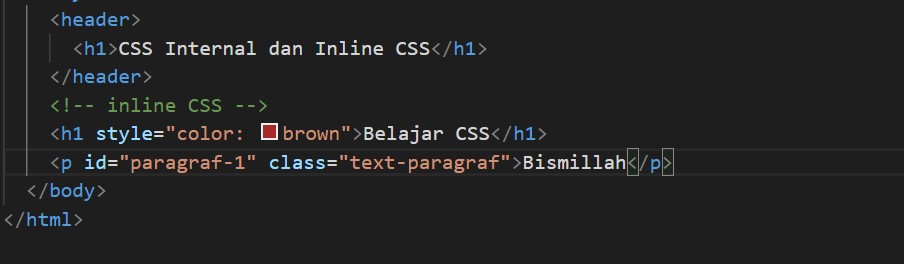 <header>
<h1>CSS Internal dan Inline CSS</h1>
</header>
<!-- inline CSS -->
<h1 style="color: brown">Belajar CSS</h1>
<p id="paragraf-1" class="text-paragraf">Bismillah</p>
</body>
</html>